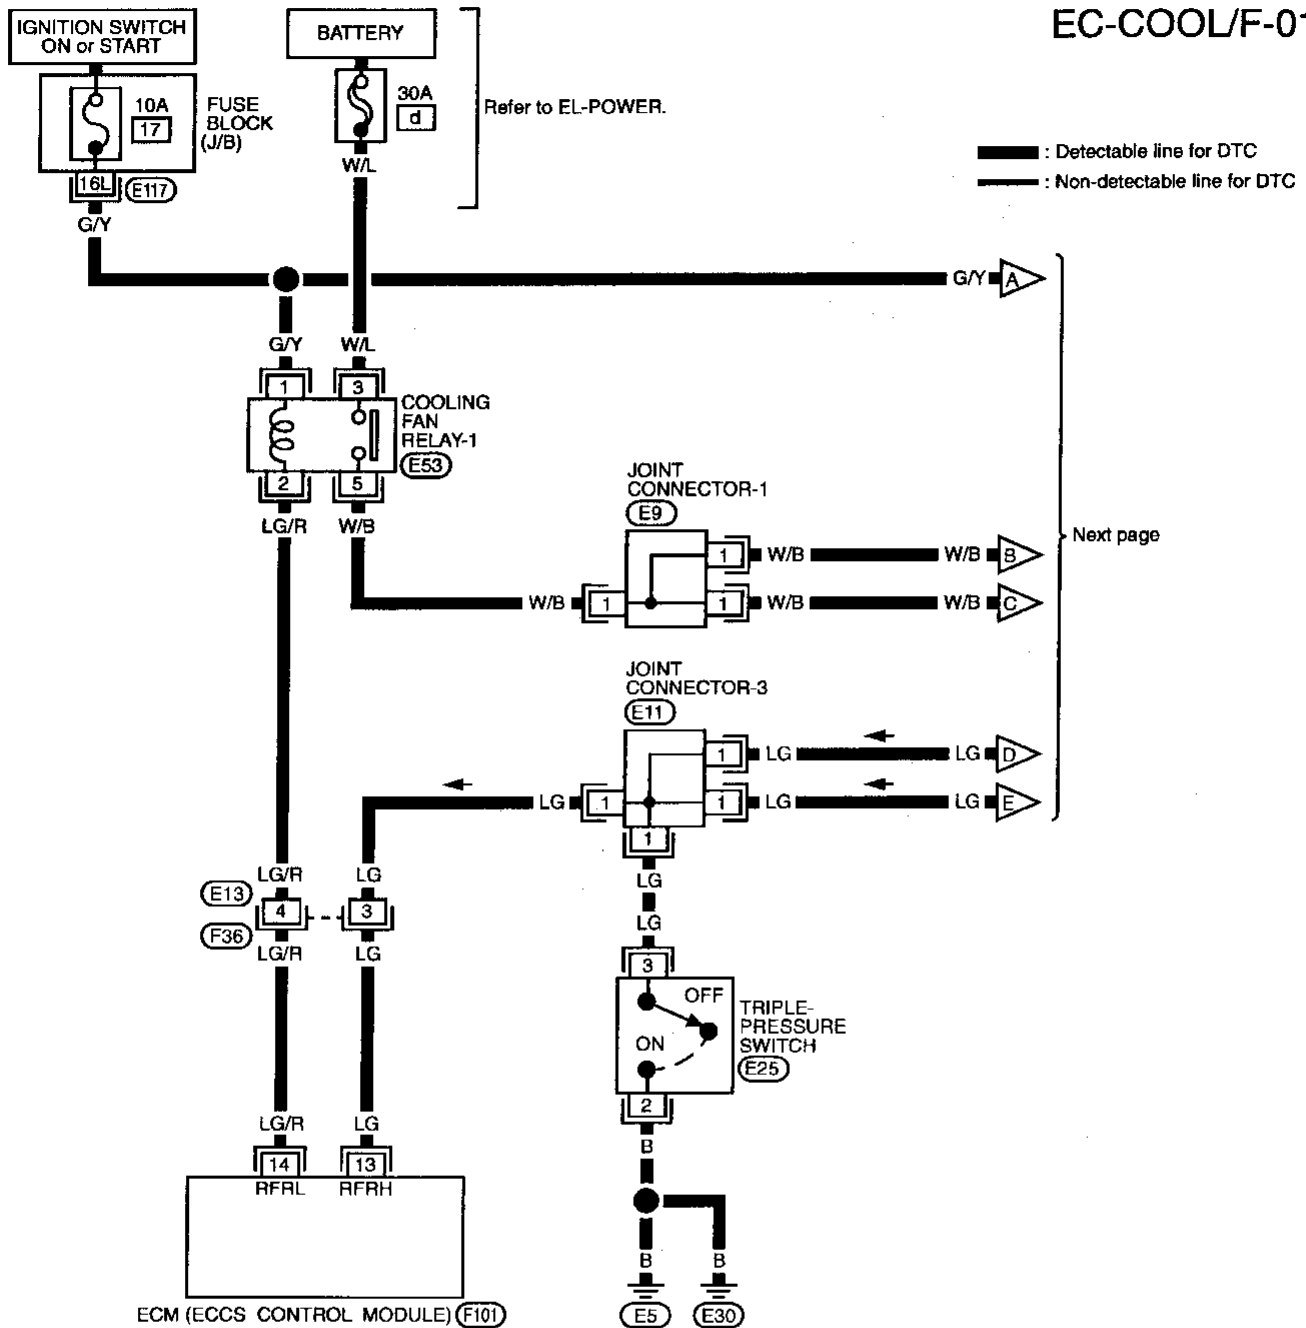 EC-COOL/F-01
IGNITION SWITCH
ON or START
BATTERY
10A
17
FUSE
BLOCK
(J/B)
30A
d
Refer to EL-POWER.
: Detectable line for DTC
: Non-detectable line for DTC
16L
E117
W/L
G/Y
G/Y
A
G/Y
W/L
1
3
COOLING
FAN
RELAY-1
E53
2
5
LG/R
W/B
JOINT
CONNECTOR-1
E9
1
W/B
W/B
B
Next page
W/B
1
1
W/B
W/B
C
JOINT
CONNECTOR-3
E11
1
LG
LG
D
LG
1
1
LG
LG
E
1
LG
LG
LG/R
LG
E13
4
3
F36
LG/R
LG
3
OFF
ON
TRIPLE-
PRESSURE
SWITCH
E25
2
LG/R
LG
B
14
13
RFRL
RFRH
B
B
E5
E30
ECM (ECCS CONTROL MODULE)
F101